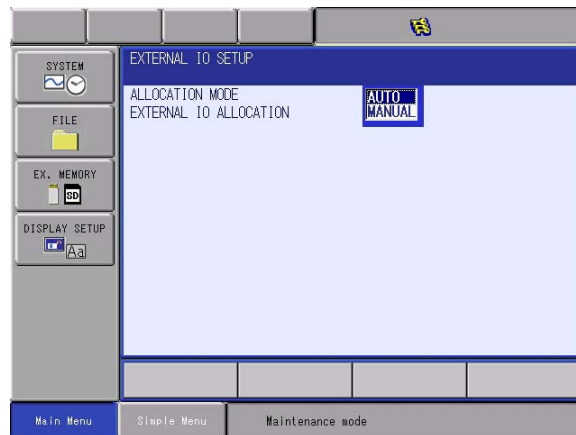 EXTERNAL IO SETUP
ALLOCATION MODE
EXTERNAL IO ALLOCATION
AUTO
MANUAL
SYSTEM
FILE
EX. MEMORY
SD
DISPLAY SETUP
Aa
Main Menu
Simple Menu
Maintenance mode